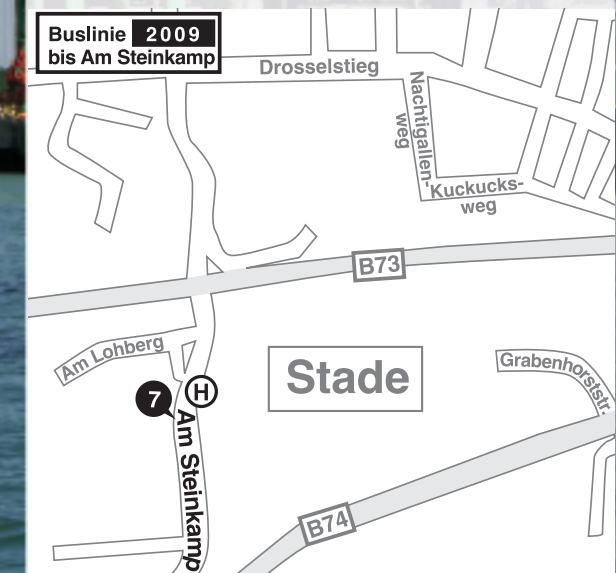 Buslinie 2009
bis Am Steinkamp
Drosselstieg
Nachtigallen-
weg
Kuckucks-
weg
B73
Am Lohberg
Stade
Grabenhorststr.
7
H
Am Steinkamp
B74